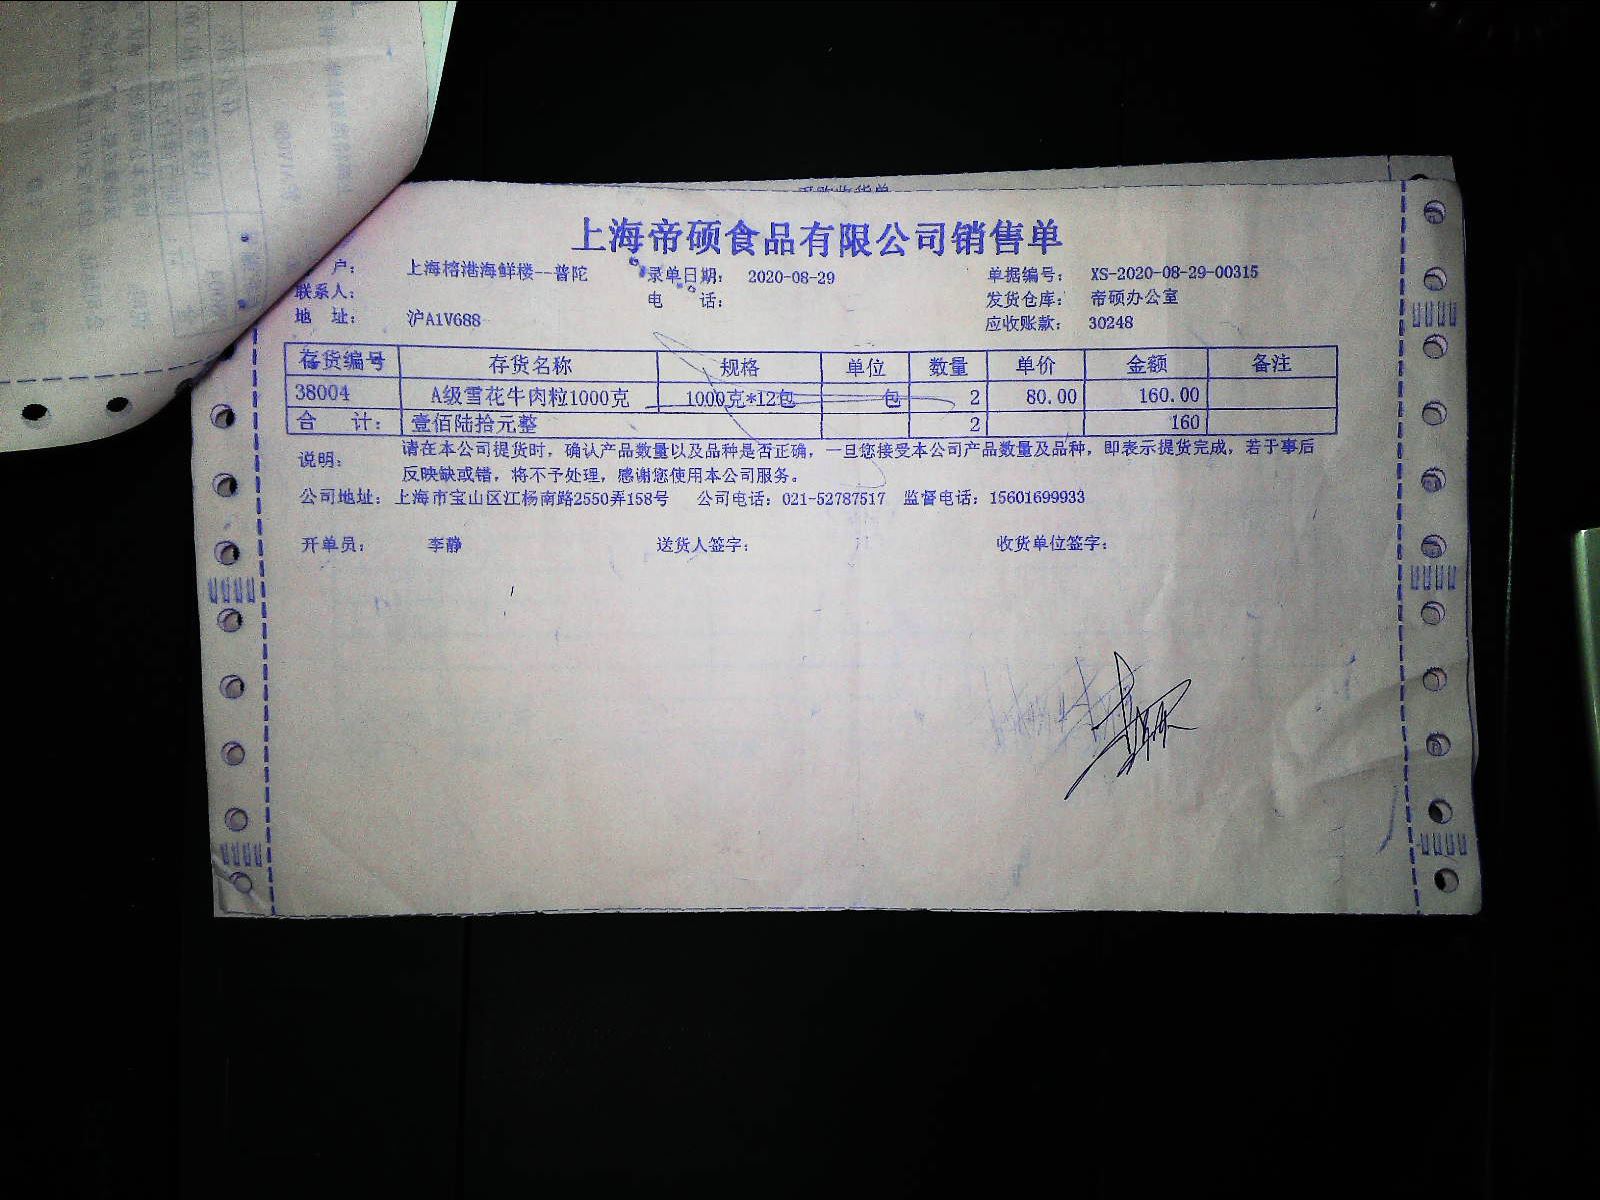 上海帝硕食品有限公司销售单
户： 上海榕港海鲜楼--普陀 录单日期： 2020-08-29 单据编号： XS-2020-08-29-00315
联系人： 电 话： 发货仓库： 帝硕办公室
地 址： 沪A1V688 应收账款： 30248
存货编号 存货名称 规格 单位 数量 单价 金额 备注
38004 A级雪花牛肉粒1000克 1000克*12包 包 2 80.00 160.00
合 计： 壹佰陆拾元整 2 160
说明： 请在本公司提货时，确认产品数量以及品种是否正确，一旦您接受本公司产品数量及品种，即表示提货完成，若于事后
反映缺或错，将不予处理，感谢您使用本公司服务。
公司地址：上海市宝山区江杨南路2550弄158号 公司电话：021-52787517 监督电话：15601699933
开单员： 李静 送货人签字： 收货单位签字：